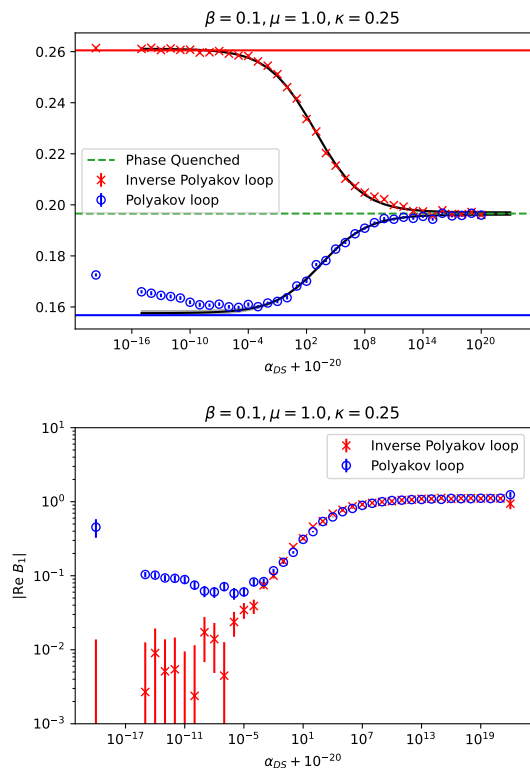 β = 0.1, μ = 1.0, κ = 0.25
0.26
0.24
0.22
0.20
0.18
0.16
Phase Quenched
Inverse Polyakov loop
Polyakov loop
10⁻¹⁶ 10⁻¹⁰ 10⁻⁴ 10² 10⁸ 10¹⁴ 10²⁰
α_DS + 10⁻²⁰
β = 0.1, μ = 1.0, κ = 0.25
10¹
10⁰
10⁻¹
10⁻²
10⁻³
|Re B₁|
Inverse Polyakov loop
Polyakov loop
10⁻¹⁷ 10⁻¹¹ 10⁻⁵ 10¹ 10⁷ 10¹³ 10¹⁹
α_DS + 10⁻²⁰